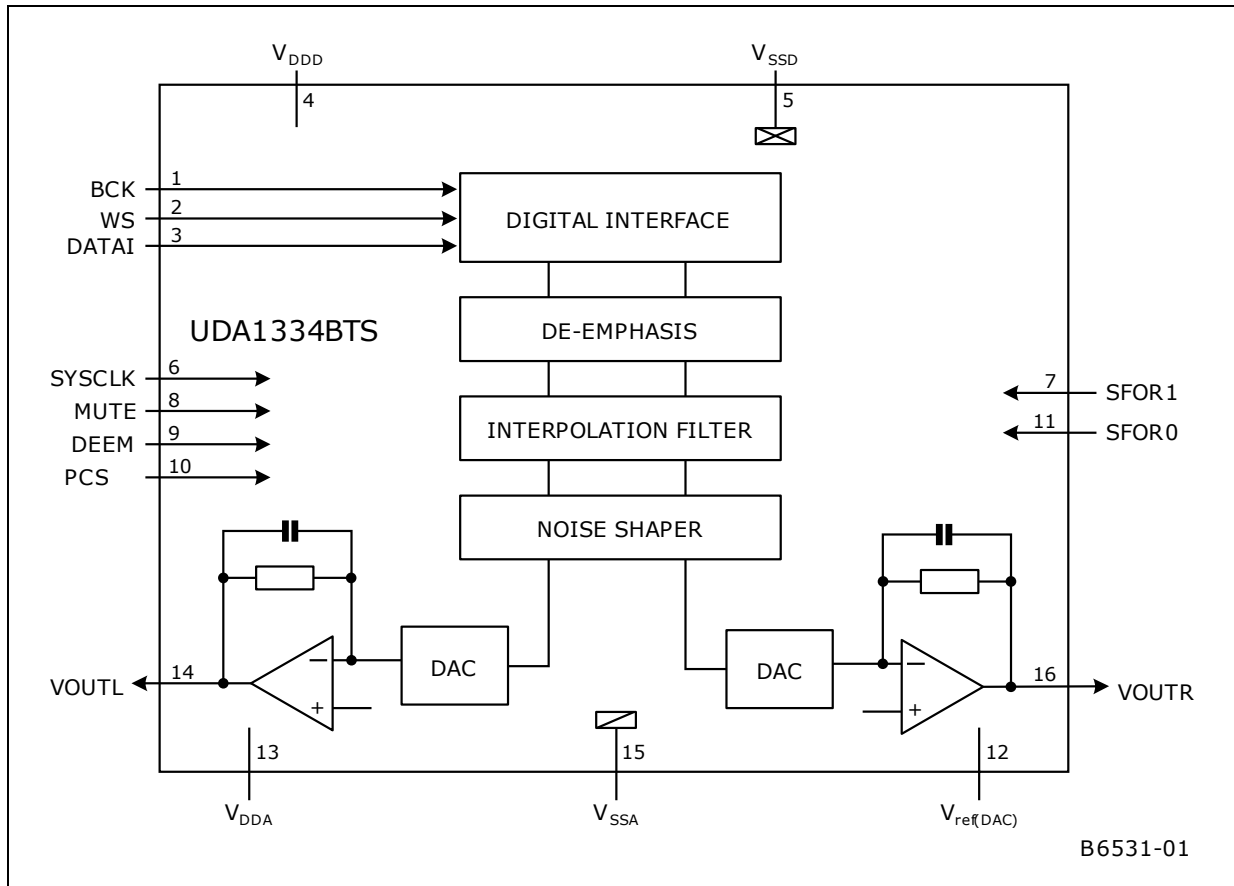 V_DDD
4
V_SSD
5
BCK
1
WS
2
DATAI
3
DIGITAL INTERFACE
DE-EMPHASIS
UDA1334BTS
SYSCLK
6
MUTE
8
DEEM
9
PCS
10
7
SFOR1
11
SFOR0
INTERPOLATION FILTER
NOISE SHAPER
VOUTL
14
−
+
DAC
DAC
−
+
16
VOUTR
13
V_DDA
15
V_SSA
12
V_ref(DAC)
B6531-01